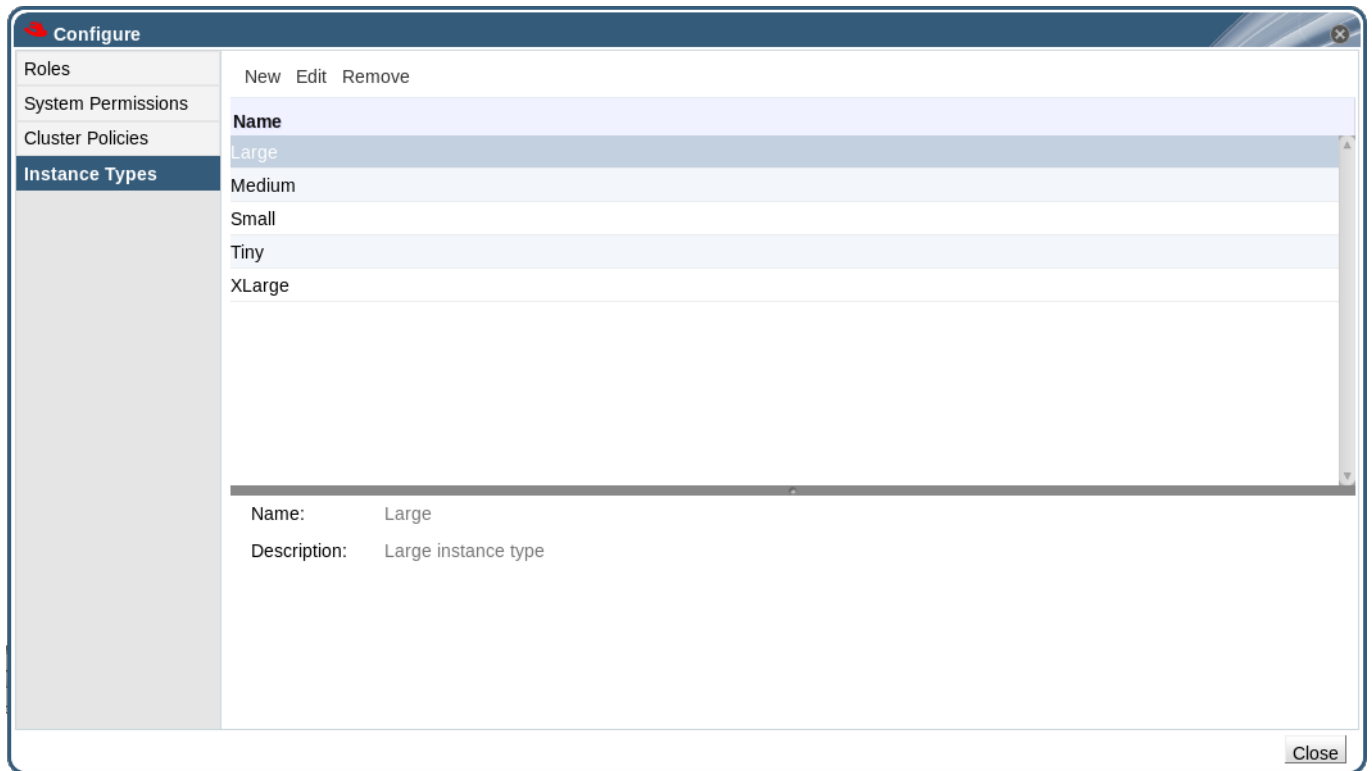 Configure
Roles
System Permissions
Cluster Policies
Instance Types
New Edit Remove
Name
Large
Medium
Small
Tiny
XLarge
Name: Large
Description: Large instance type
Close